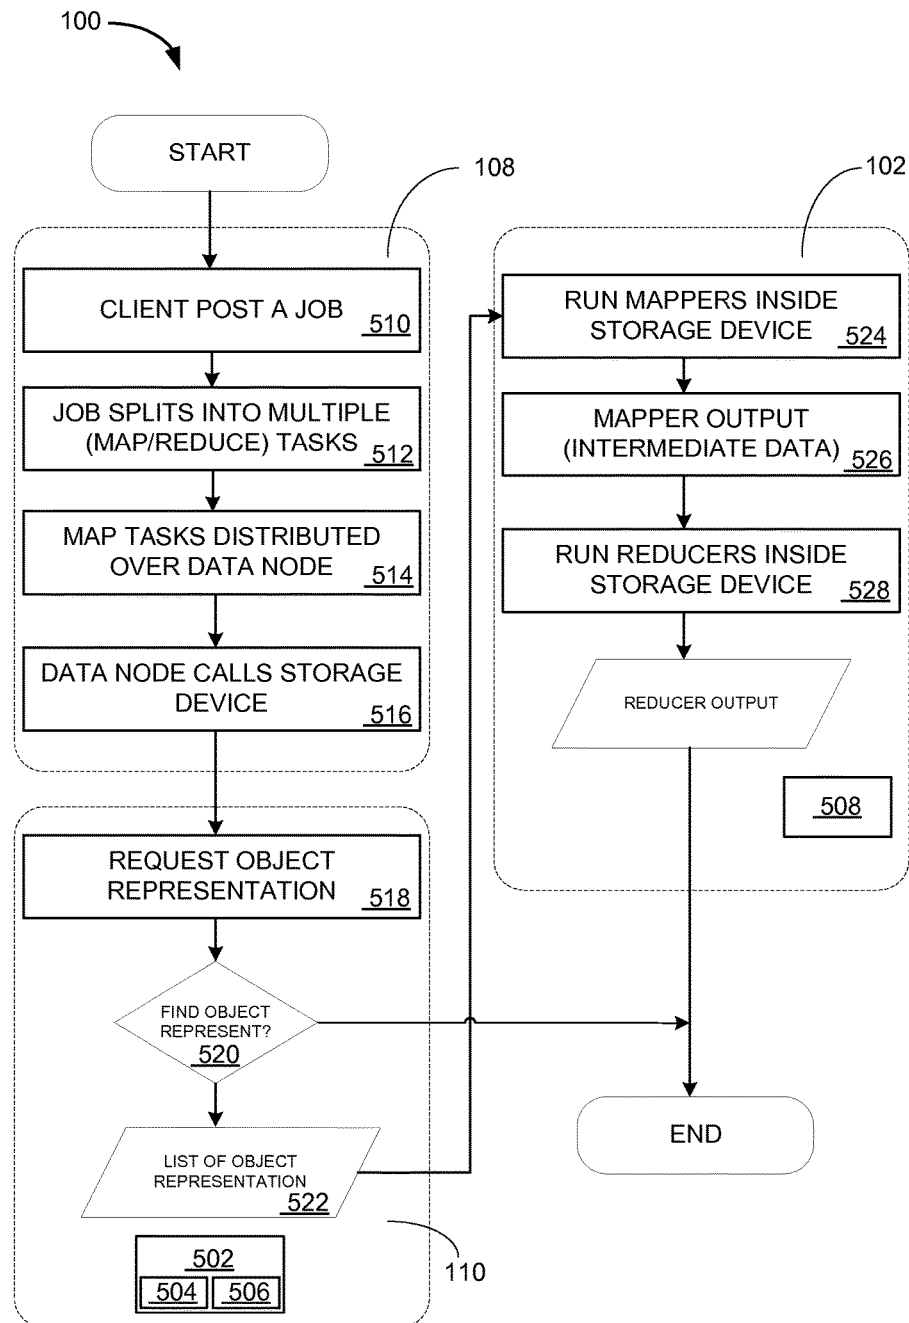 100
START
108
CLIENT POST A JOB
510
JOB SPLITS INTO MULTIPLE
(MAP/REDUCE) TASKS
512
MAP TASKS DISTRIBUTED
OVER DATA NODE
514
DATA NODE CALLS STORAGE
DEVICE
516
REQUEST OBJECT
REPRESENTATION
518
FIND OBJECT
REPRESENT?
520
LIST OF OBJECT
REPRESENTATION
522
502
504
506
110
102
RUN MAPPERS INSIDE
STORAGE DEVICE
524
MAPPER OUTPUT
(INTERMEDIATE DATA)
526
RUN REDUCERS INSIDE
STORAGE DEVICE
528
REDUCER OUTPUT
508
END